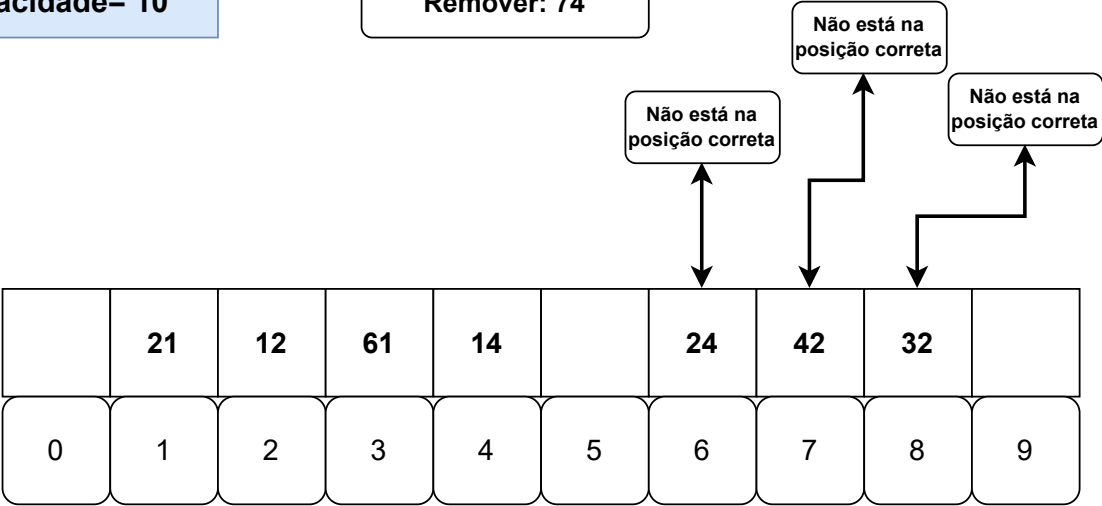 = 10
Remover: 74
Não está na
posição correta
Não está na
posição correta
Não está na
posição correta
21 12 61 14 24 42 32
0 1 2 3 4 5 6 7 8 9